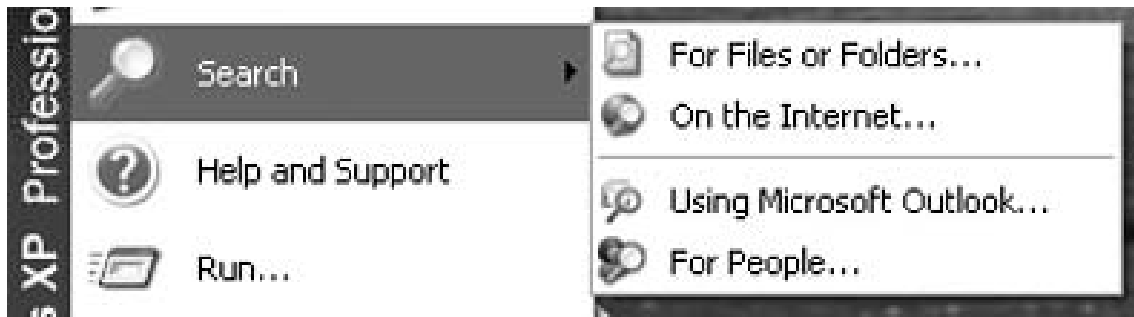 s XP Professio
Search
Help and Support
Run...
For Files or Folders...
On the Internet...
Using Microsoft Outlook...
For People...